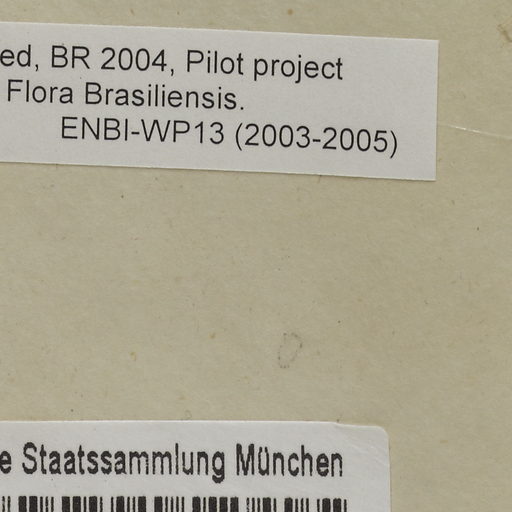 ed, BR 2004, Pilot project
Flora Brasiliensis.
ENBI-WP13 (2003-2005)
e Staatssammlung München